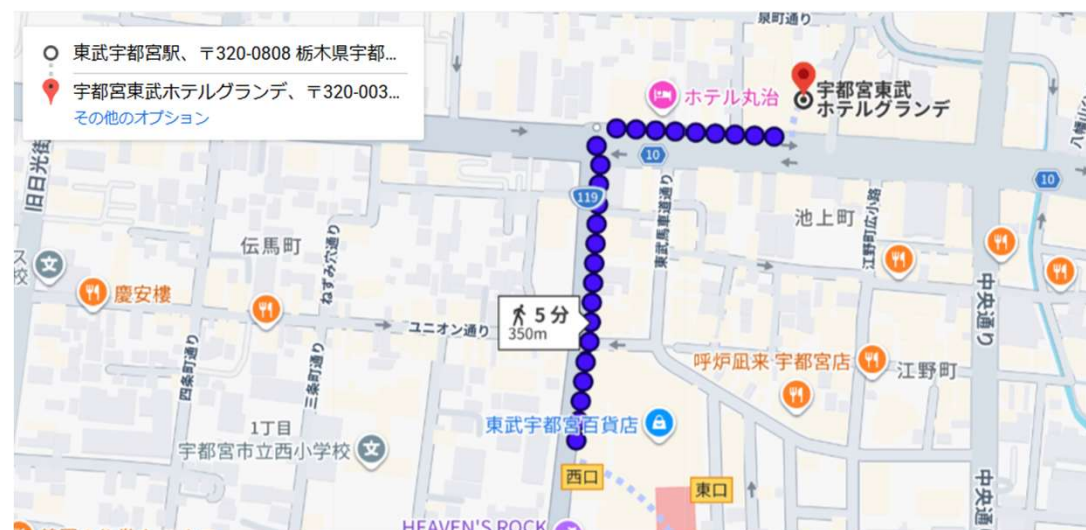 泉町通り
東武宇都宮駅、〒320-0808 栃木県宇都...
宇都宮東武ホテルグランデ、〒320-003...
その他のオプション
ホテル丸治
宇都宮東武
ホテルグランデ
10
10
旧日光街
119
東武馬車道通り
池上町
江野町広小路
伝馬町
ねずみ穴通り
ス
校
慶安樓
中央通り
5 分
350m
ユニオン通り
呼炉凪来 宇都宮店
江野町
四条町通り
三条町通り
東武宇都宮百貨店
1丁目
宇都宮市立西小学校
西口
東口
中央通り
HEAVEN'S ROCK